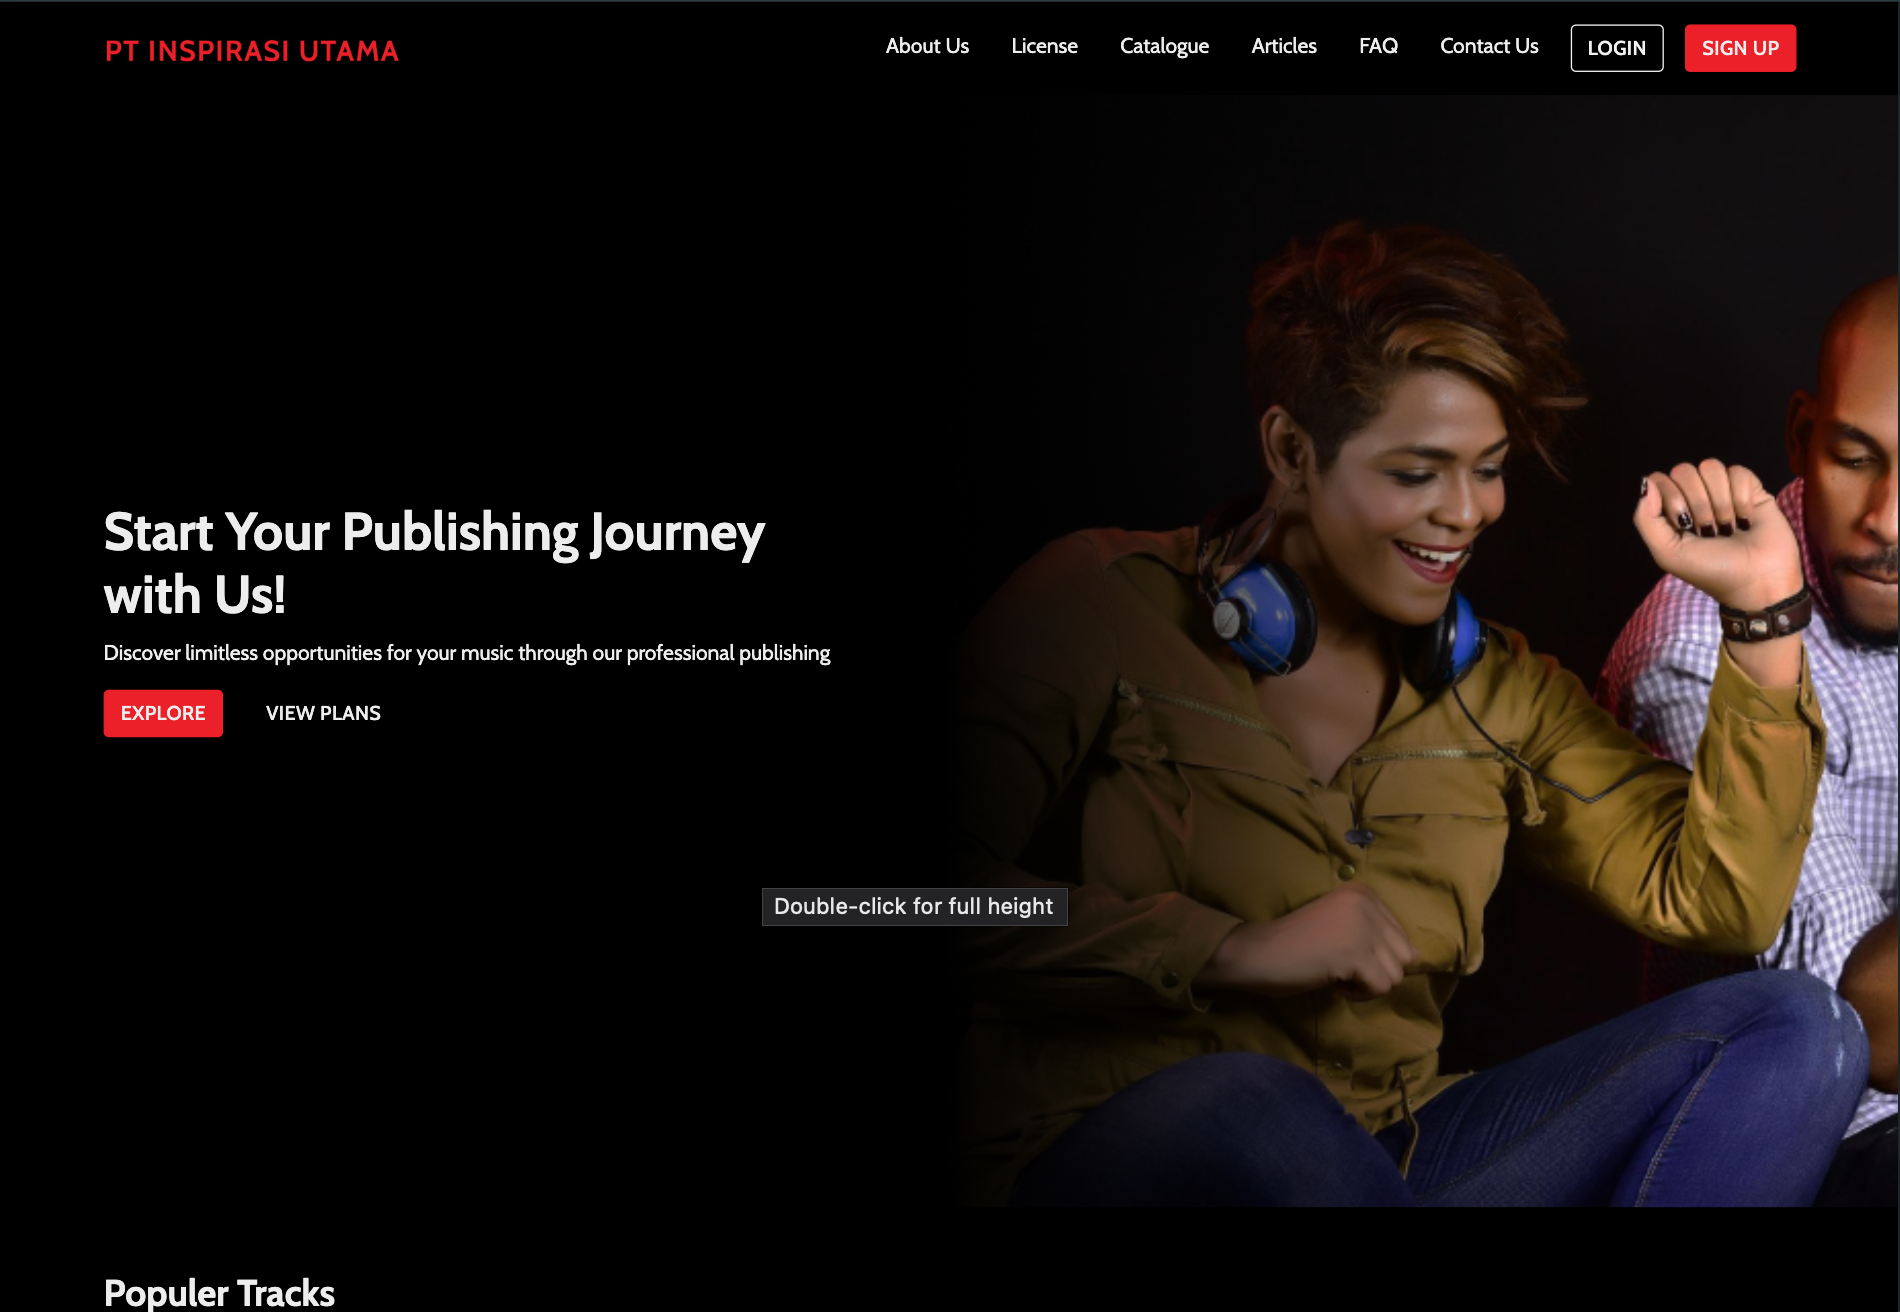 PT INSPIRASI UTAMA
About Us
License
Catalogue
Articles
FAQ
Contact Us
LOGIN
SIGN UP
Start Your Publishing Journey
with Us!
Discover limitless opportunities for your music through our professional publishing
EXPLORE
VIEW PLANS
Double-click for full height
Populer Tracks